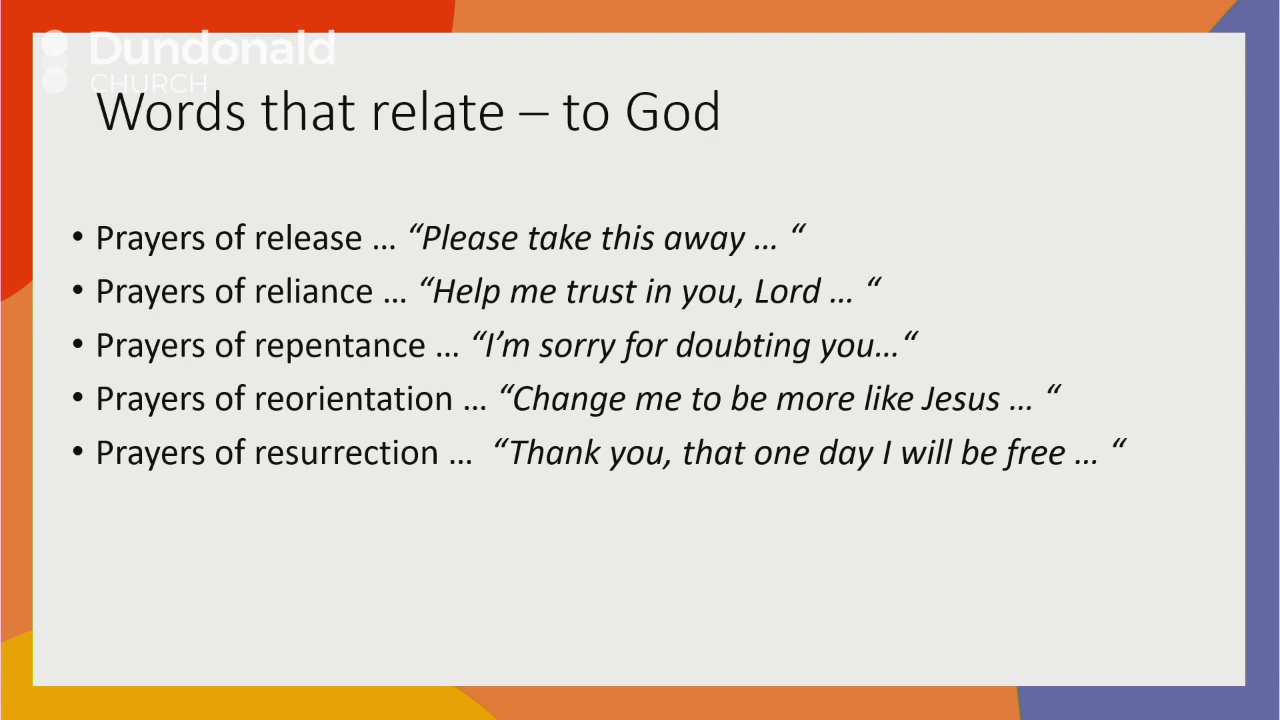 Dundonald
CHURCH
Words that relate – to God
• Prayers of release … “Please take this away … “
• Prayers of reliance … “Help me trust in you, Lord … “
• Prayers of repentance … “I’m sorry for doubting you…“
• Prayers of reorientation … “Change me to be more like Jesus … “
• Prayers of resurrection … “Thank you, that one day I will be free … “